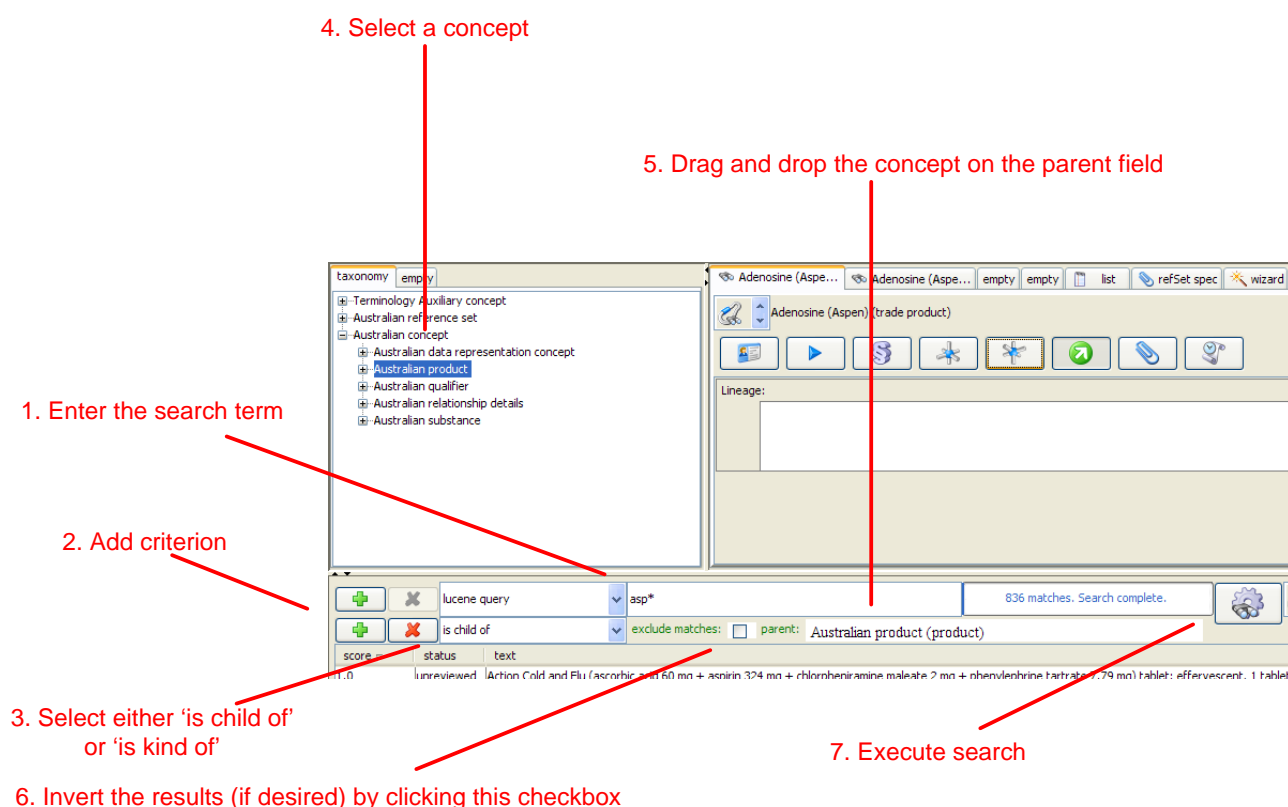 4. Select a concept
5. Drag and drop the concept on the parent field
taxonomy empty
Adenosine (Aspe... Adenosine (Aspe... empty empty list refSet spec wizard
Terminology Auxiliary concept
Australian reference set
Adenosine (Aspen) (trade product)
Australian concept
Australian data representation concept
Australian product
Australian qualifier
Lineage:
Australian relationship details
1. Enter the search term
Australian substance
2. Add criterion
lucene query asp* 836 matches. Search complete.
is child of exclude matches: parent: Australian product (product)
score status text
1.0 unreviewed Action Cold and Flu (ascorbic acid 60 mg + aspirin 324 mg + chlorpheniramine maleate 2 mg + phenylephrine tartrate 7.79 mg) tablet: effervescent, 1 tablet
3. Select either ‘is child of’
or ‘is kind of’
7. Execute search
6. Invert the results (if desired) by clicking this checkbox